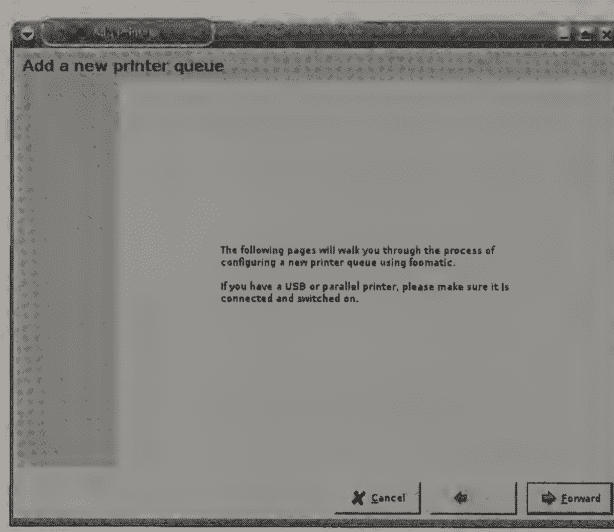 Add a new printer queue
The following pages will walk you through the process of
configuring a new printer queue using foomatic.
If you have a USB or parallel printer, please make sure it is
connected and switched on.
Cancel
Forward